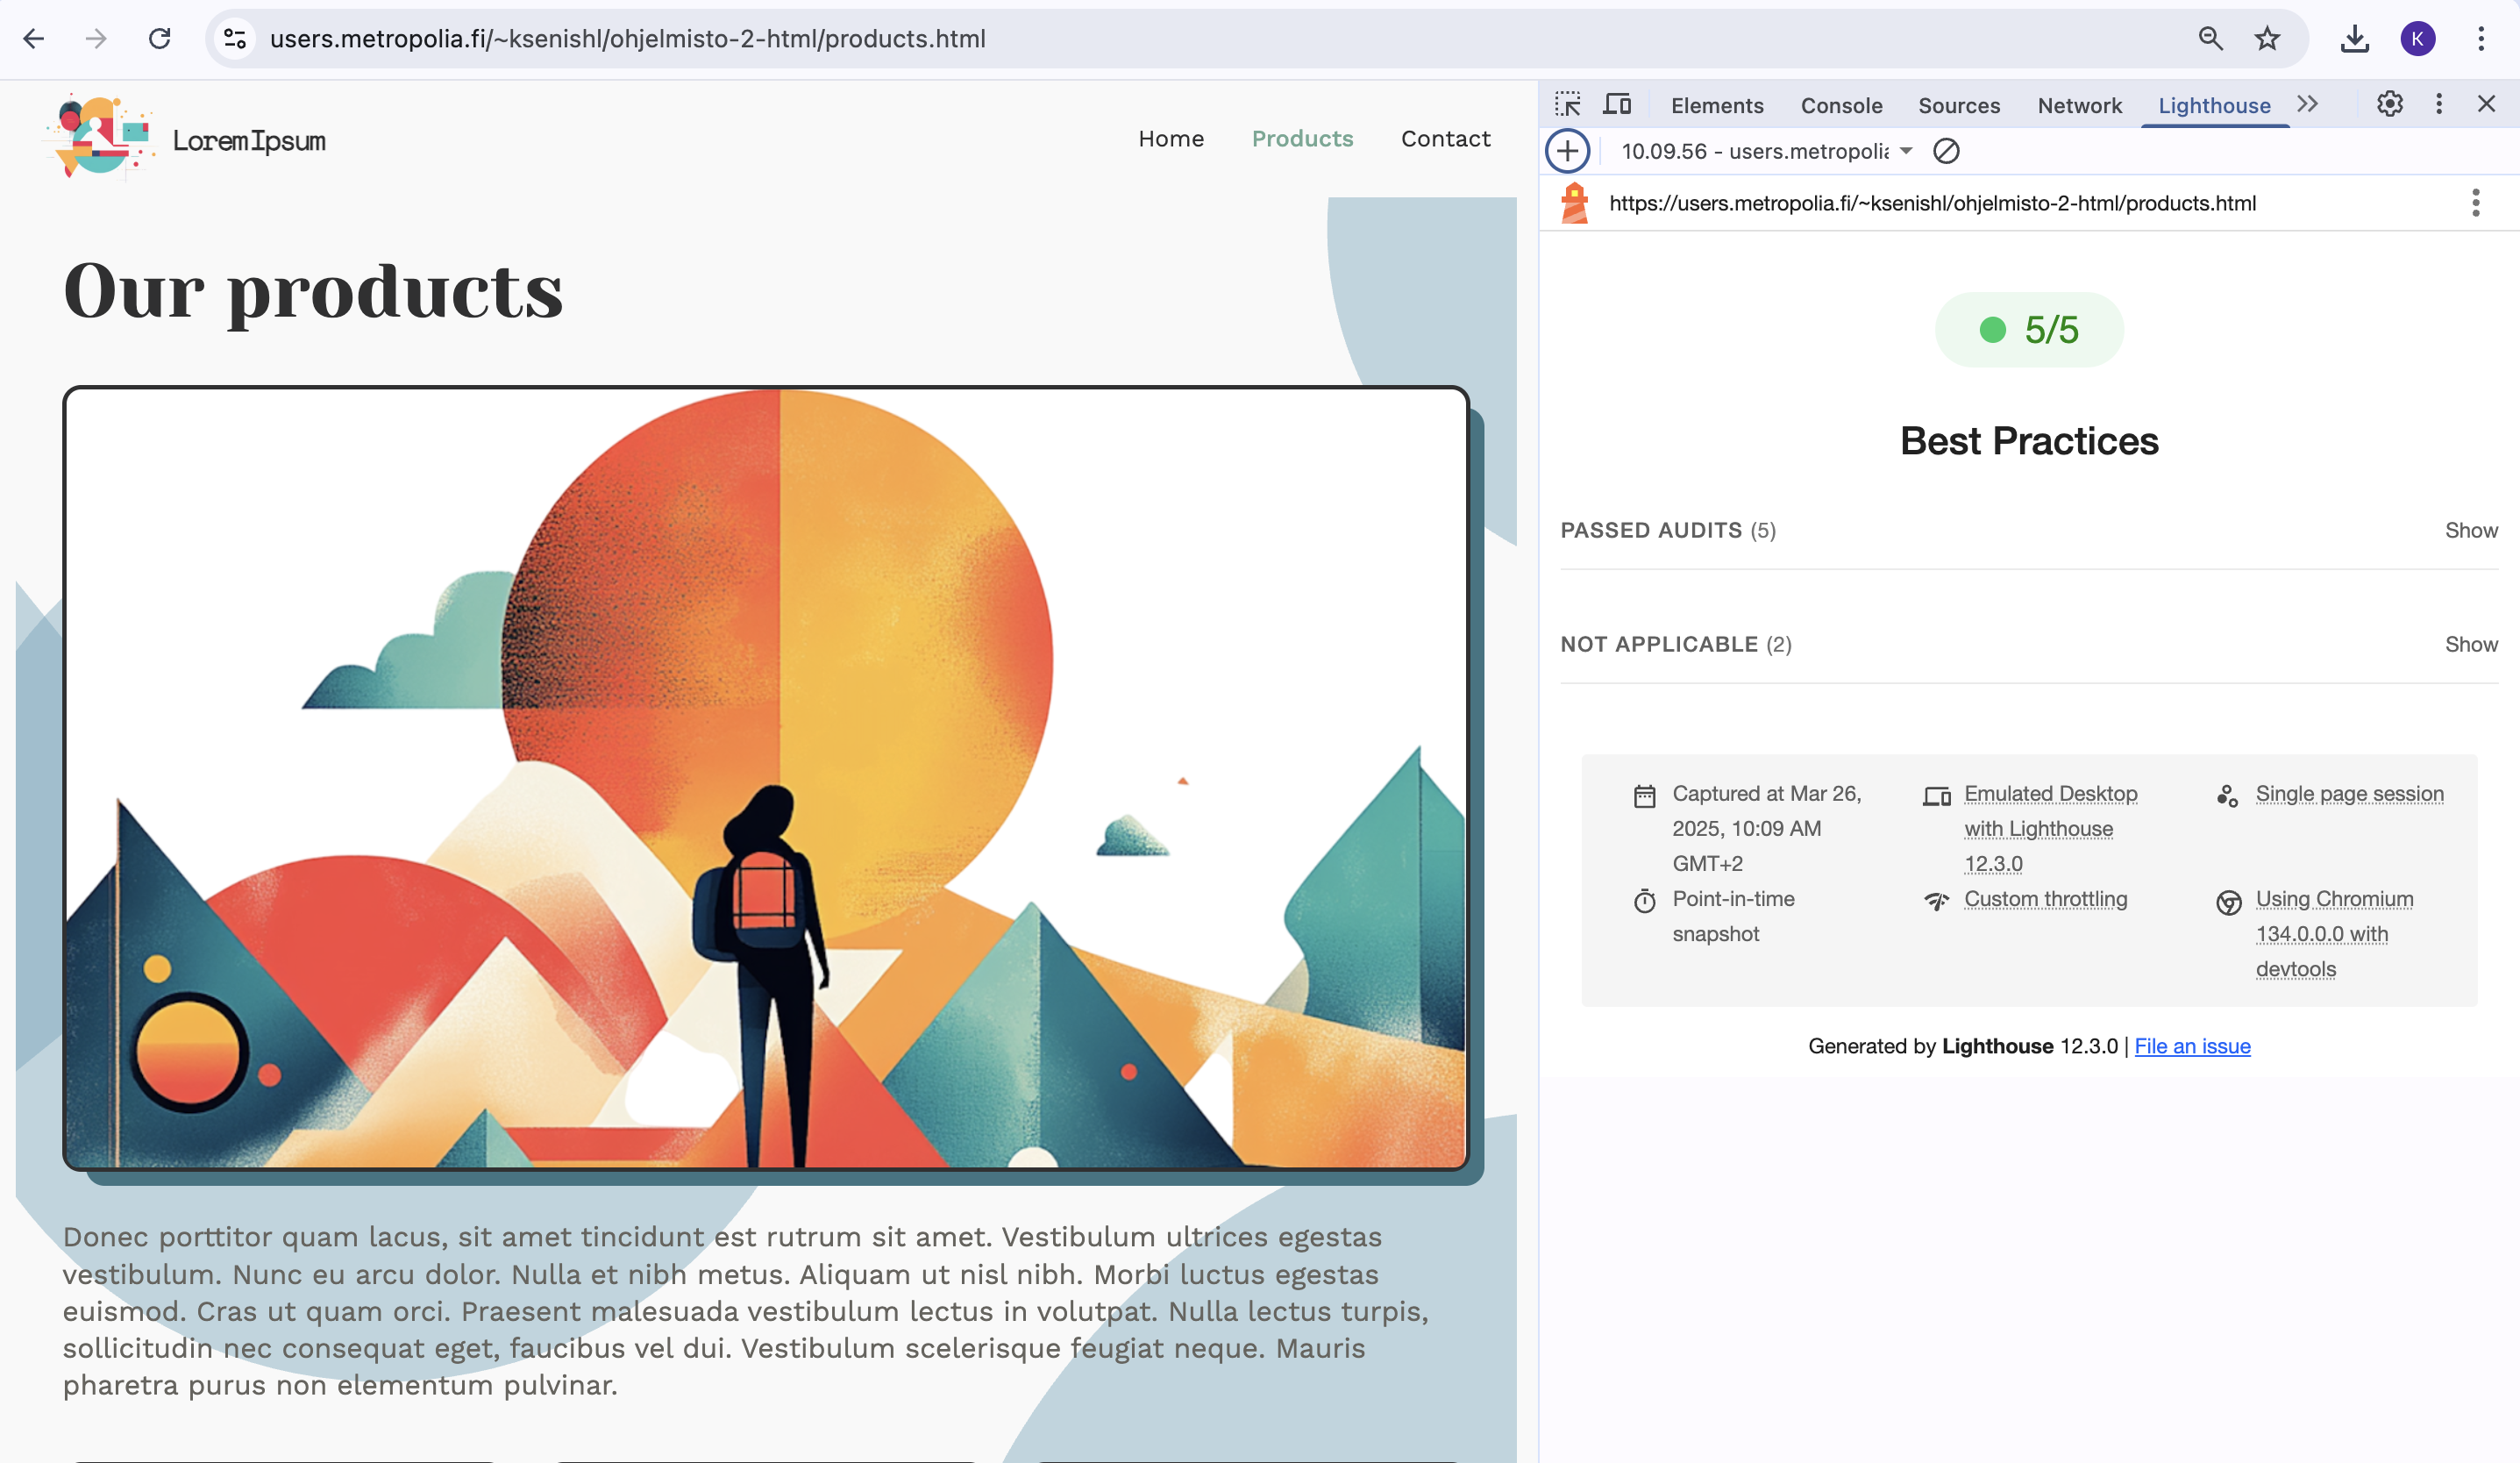 users.metropolia.fi/~ksenishl/ohjelmisto-2-html/products.html
K
LoremIpsum
Home Products Contact
Our products
Donec porttitor quam lacus, sit amet tincidunt est rutrum sit amet. Vestibulum ultrices egestas
vestibulum. Nunc eu arcu dolor. Nulla et nibh metus. Aliquam ut nisl nibh. Morbi luctus egestas
euismod. Cras ut quam orci. Praesent malesuada vestibulum lectus in volutpat. Nulla lectus turpis,
sollicitudin nec consequat eget, faucibus vel dui. Vestibulum scelerisque feugiat neque. Mauris
pharetra purus non elementum pulvinar.
Elements Console Sources Network Lighthouse
10.09.56 - users.metropolia
https://users.metropolia.fi/~ksenishl/ohjelmisto-2-html/products.html
5/5
Best Practices
PASSED AUDITS (5) Show
NOT APPLICABLE (2) Show
Captured at Mar 26,
2025, 10:09 AM
GMT+2
Emulated Desktop
with Lighthouse
12.3.0
Single page session
Point-in-time
snapshot
Custom throttling
Using Chromium
134.0.0.0 with
devtools
Generated by Lighthouse 12.3.0 | File an issue